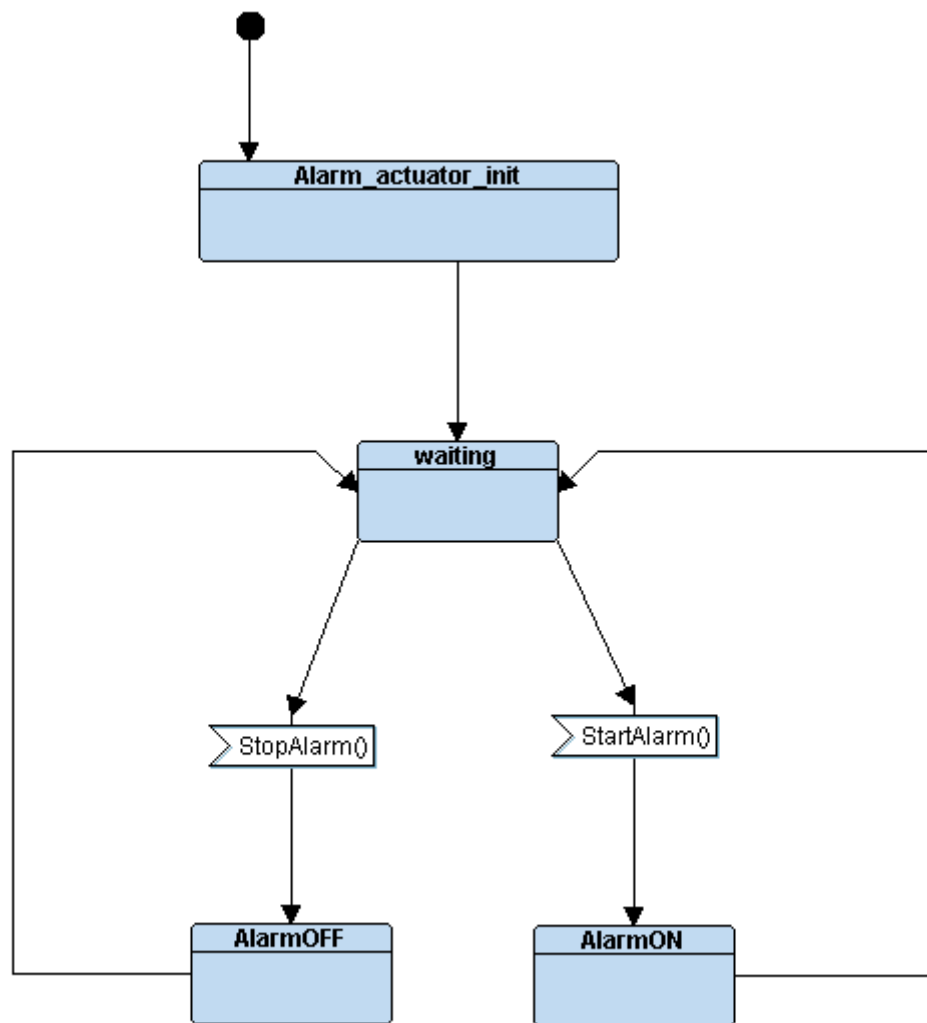 Alarm_actuator_init
waiting
StopAlarm()
StartAlarm()
AlarmOFF
AlarmON